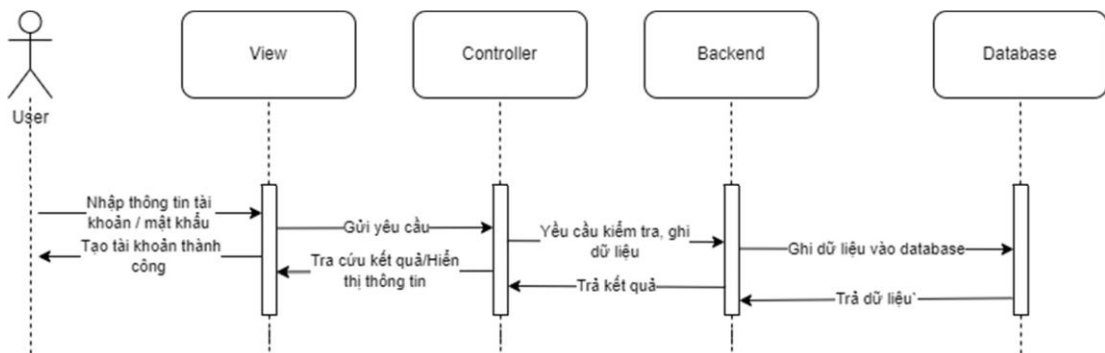 View
Controller
Backend
Database
User
Nhập thông tin tài
khoản / mật khẩu
Gửi yêu cầu
Yều cầu kiểm tra, ghi
dữ liệu
Ghi dữ liệu vào database
Tạo tài khoản thành
công
Tra cứu kết quả/Hiển
thị thông tin
Trả kết quả
Trả dữ liệu`